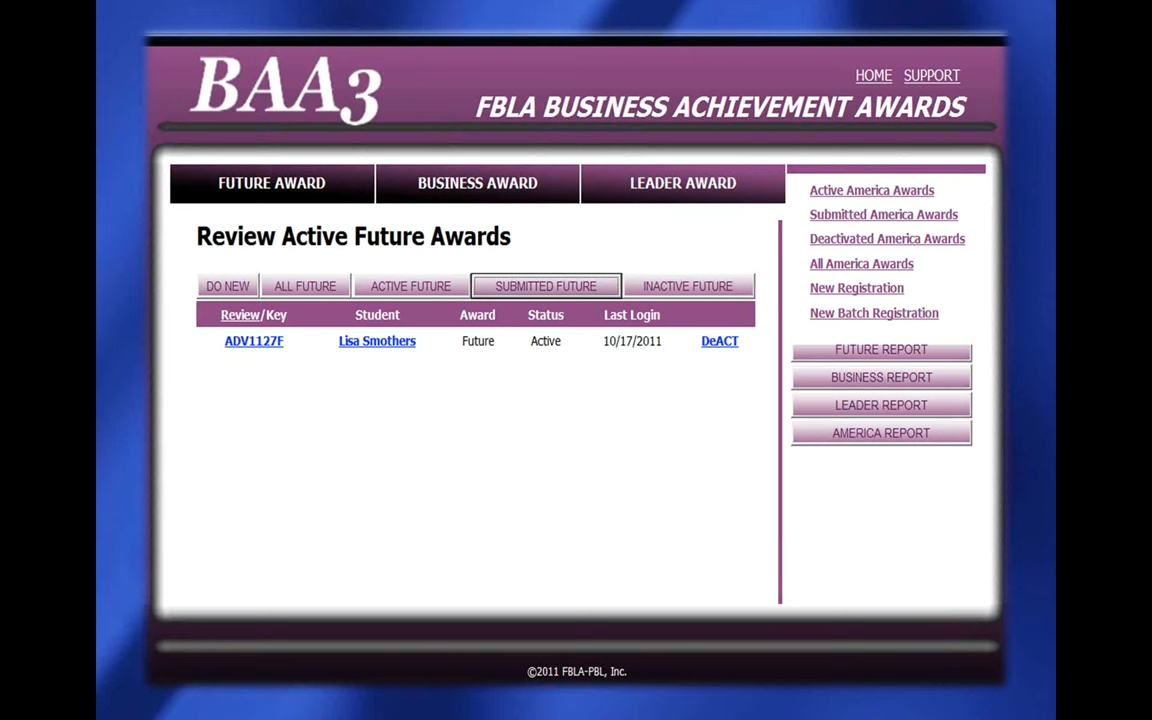 BAA3
HOME SUPPORT
FBLA BUSINESS ACHIEVEMENT AWARDS
FUTURE AWARD BUSINESS AWARD LEADER AWARD
Review Active Future Awards
DO NEW ALL FUTURE ACTIVE FUTURE SUBMITTED FUTURE INACTIVE FUTURE
Review/Key Student Award Status Last Login
ADV1127F Lisa Smothers Future Active 10/17/2011 DeACT
Active America Awards
Submitted America Awards
Deactivated America Awards
All America Awards
New Registration
New Batch Registration
FUTURE REPORT
BUSINESS REPORT
LEADER REPORT
AMERICA REPORT
©2011 FBLA-PBL, Inc.